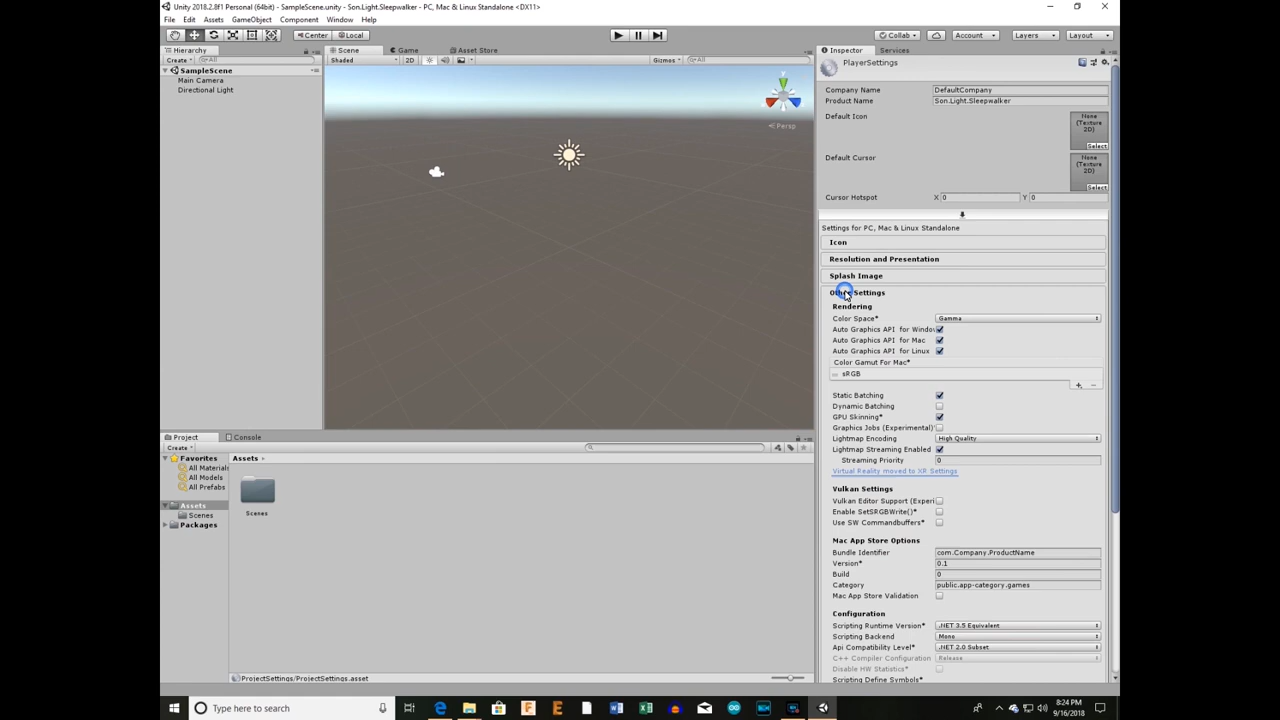 Unity 2018.2.8f1 Personal (64bit) - SampleScene.unity - Son.Light.Sleepwalker - PC, Mac & Linux Standalone <DX11>
File Edit Assets GameObject Component Window Help
Center Local Collab Account Layers Layout
Hierarchy Scene Game Asset Store Inspector Services
Create All Shaded 2D Gizmos All
PlayerSettings
SampleScene
Main Camera
Directional Light
Persp
Company Name DefaultCompany
Product Name Son.Light.Sleepwalker
Default Icon None (Texture 2D) Select
Default Cursor None (Texture 2D) Select
Cursor Hotspot X 0 Y 0
Settings for PC, Mac & Linux Standalone
Icon
Resolution and Presentation
Splash Image
Other Settings
Rendering
Color Space* Gamma
Auto Graphics API for Windo
Auto Graphics API for Mac
Auto Graphics API for Linux
Color Gamut For Mac*
sRGB
Static Batching
Dynamic Batching
GPU Skinning*
Graphics Jobs (Experimental)
Lightmap Encoding High Quality
Lightmap Streaming Enabled
Streaming Priority 0
Virtual Reality moved to XR Settings
Vulkan Settings
Vulkan Editor Support (Experi
Enable SetSRGBWrite()*
Use SW Commandbuffers*
Mac App Store Options
Bundle Identifier com.Company.ProductName
Version* 0.1
Build 0
Category public.app-category.games
Mac App Store Validation
Configuration
Scripting Runtime Version* .NET 3.5 Equivalent
Scripting Backend Mono
Api Compatibility Level* .NET 2.0 Subset
C++ Compiler Configuration Release
Disable HW Statistics*
Scripting Define Symbols*
Project Console
Create
Favorites
All Material
All Models
All Prefabs
Assets
Scenes
Packages
Assets
Scenes
ProjectSettings/ProjectSettings.asset
Type here to search
8:24 PM
9/16/2018